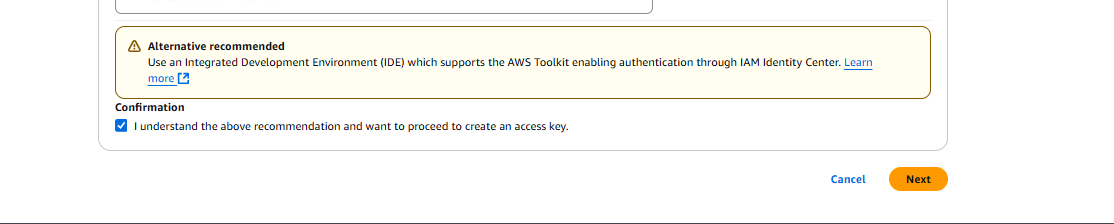 Alternative recommended
Use an Integrated Development Environment (IDE) which supports the AWS Toolkit enabling authentication through IAM Identity Center. Learn
more
Confirmation
I understand the above recommendation and want to proceed to create an access key.
Cancel
Next